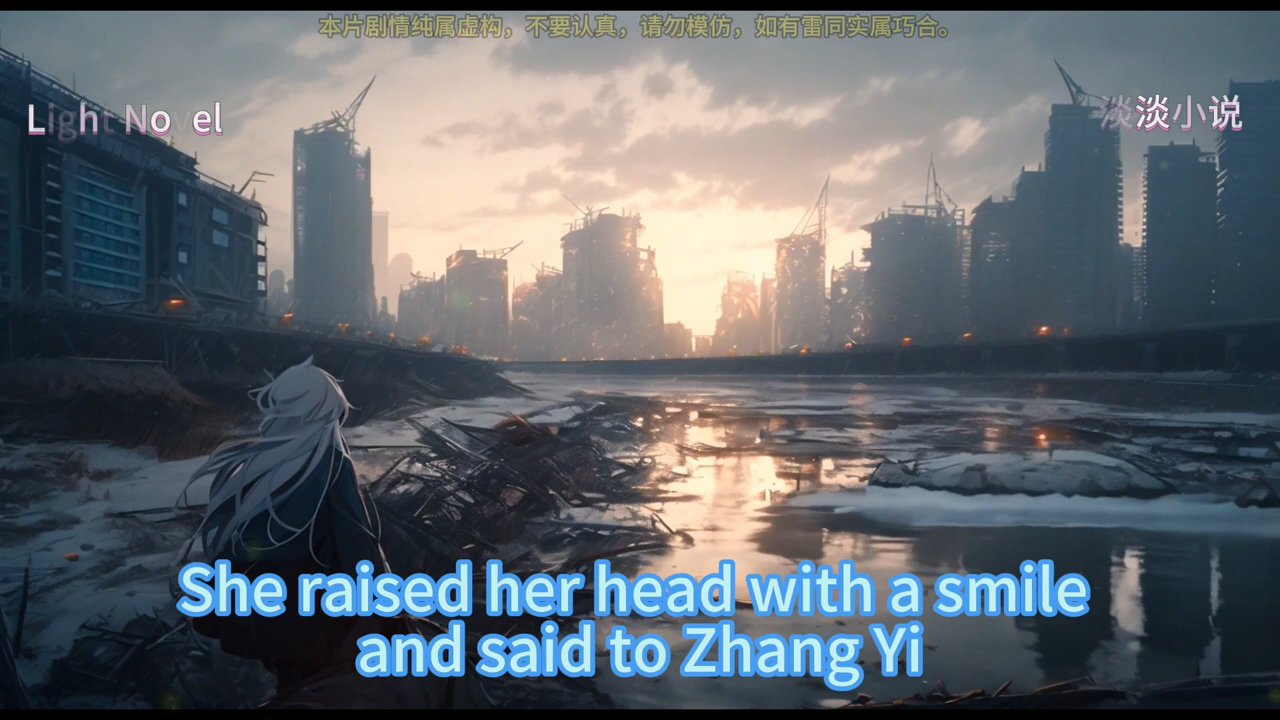 本片剧情纯属虚构，不要认真，请勿模仿，如有雷同实属巧合。
Light Novel
淡淡小说
She raised her head with a smile
and said to Zhang Yi